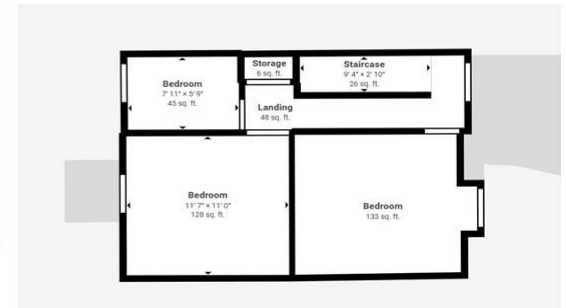 Storage
6 sq. ft.
Staircase
9' 4" × 2' 10"
26 sq. ft.
Bedroom
7' 11" × 5' 9"
45 sq. ft.
Landing
48 sq. ft.
Bedroom
11' 7" × 11' 0"
128 sq. ft.
Bedroom
133 sq. ft.